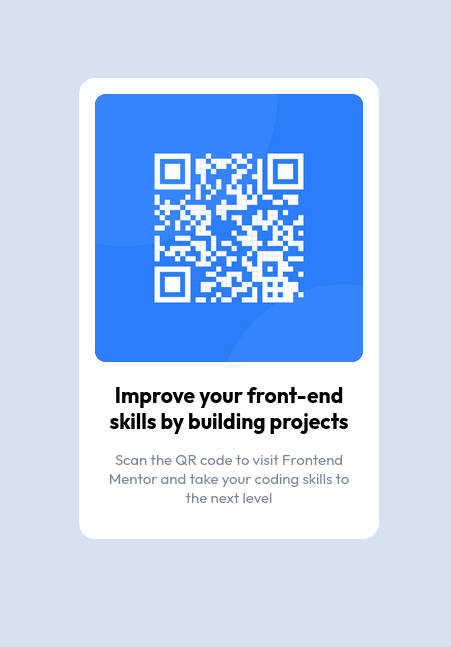 Improve your front-end
skills by building projects
Scan the QR code to visit Frontend
Mentor and take your coding skills to
the next level